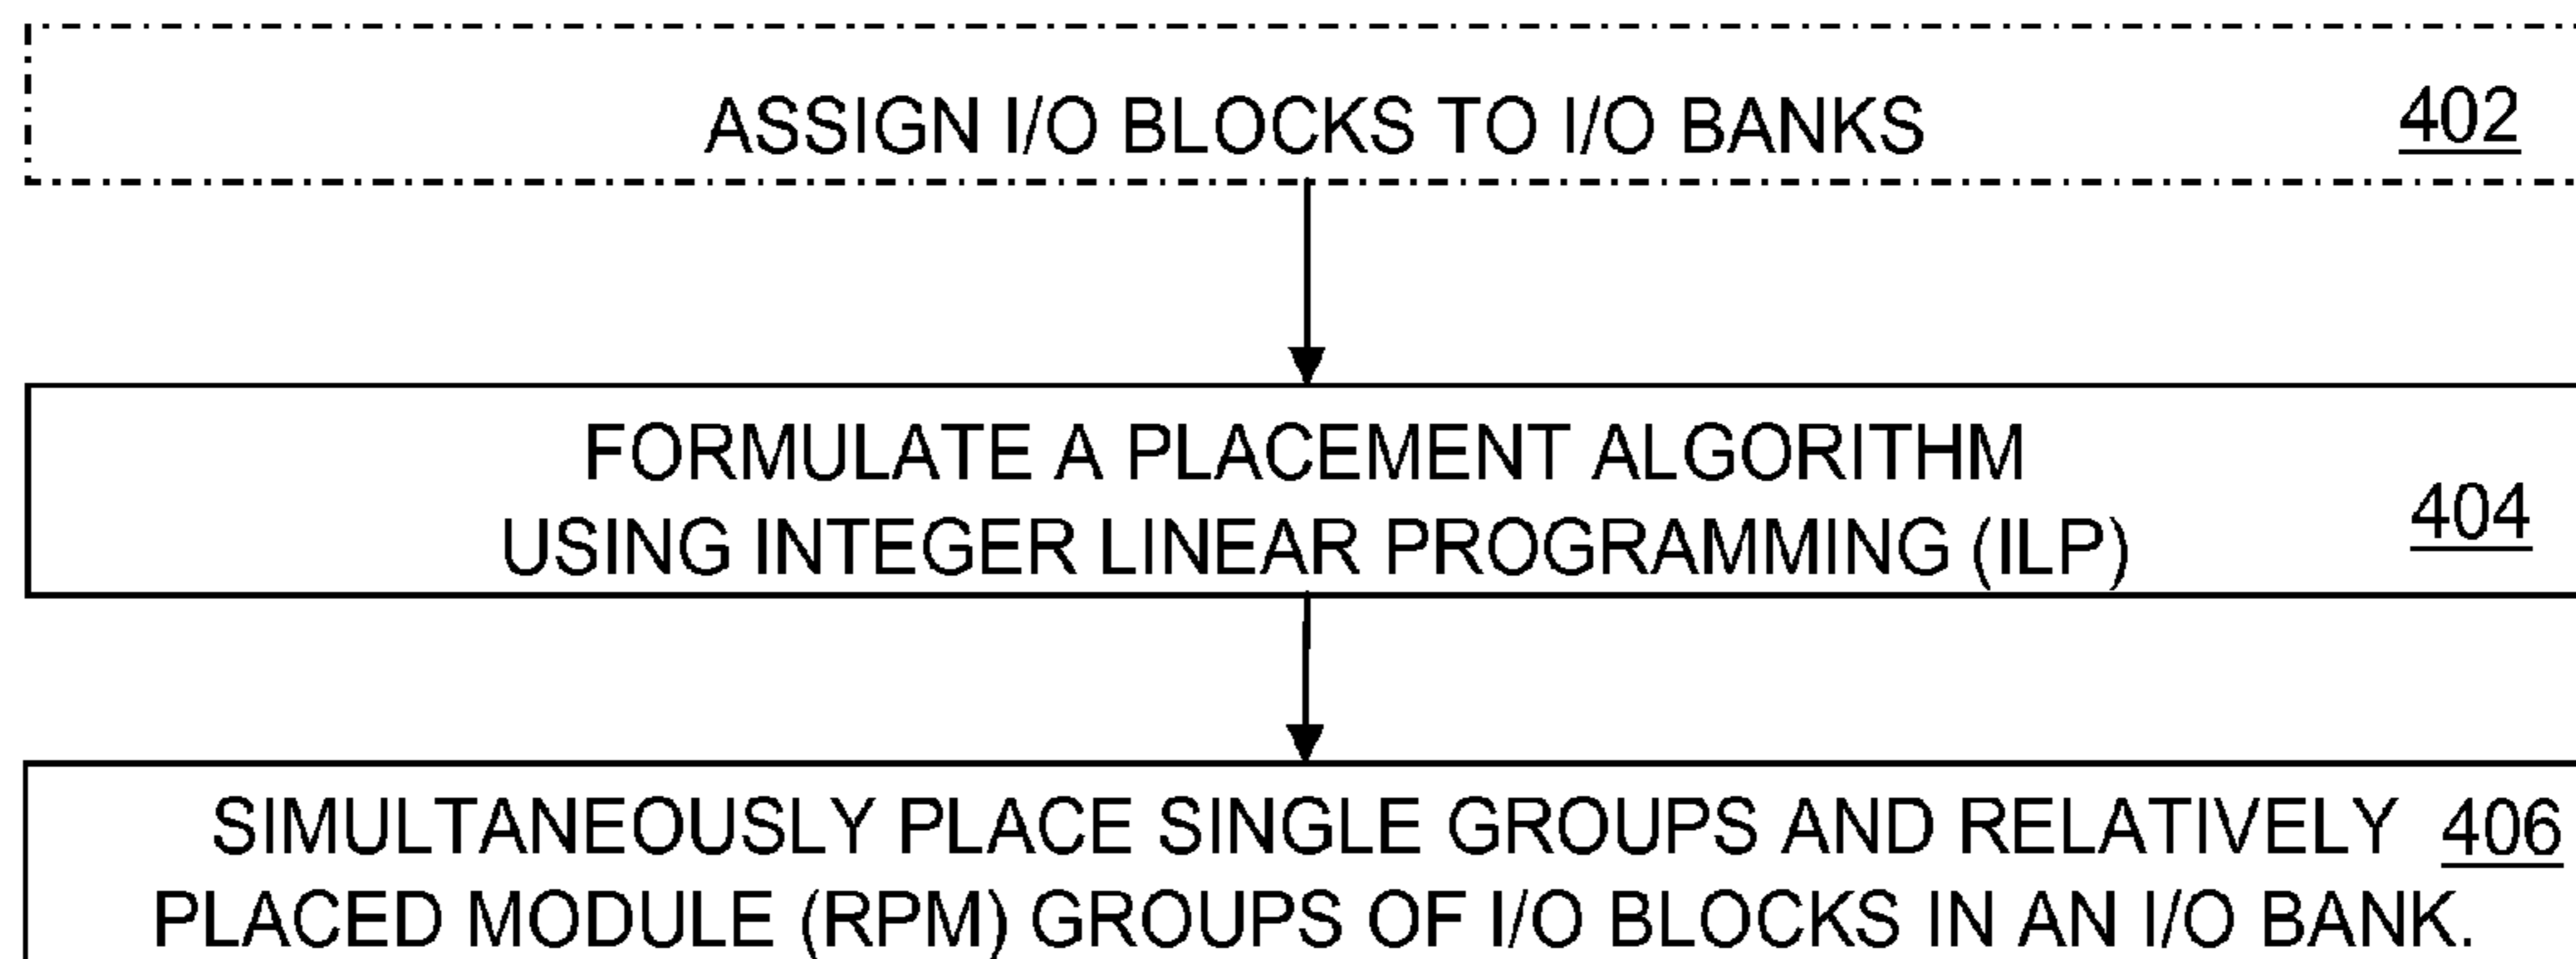 ASSIGN I/O BLOCKS TO I/O BANKS 402
FORMULATE A PLACEMENT ALGORITHM
USING INTEGER LINEAR PROGRAMMING (ILP) 404
SIMULTANEOUSLY PLACE SINGLE GROUPS AND RELATIVELY 406
PLACED MODULE (RPM) GROUPS OF I/O BLOCKS IN AN I/O BANK.